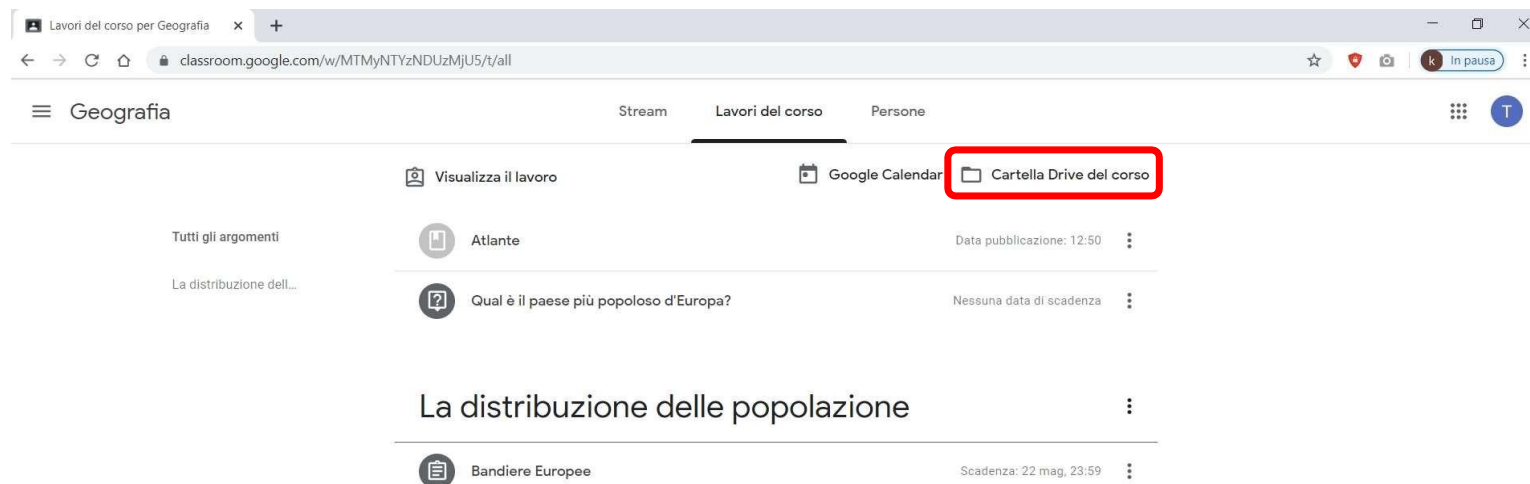 Lavori del corso per Geografia
classroom.google.com/w/MTMyNTYzNDUzMjU5/t/all
k In pausa
Geografia
Stream Lavori del corso Persone
T
Visualizza il lavoro
Google Calendar Cartella Drive del corso
Tutti gli argomenti
La distribuzione dell...
Atlante Data pubblicazione: 12:50
Qual è il paese più popoloso d'Europa? Nessuna data di scadenza
La distribuzione delle popolazione
Bandiere Europee Scadenza: 22 mag, 23:59